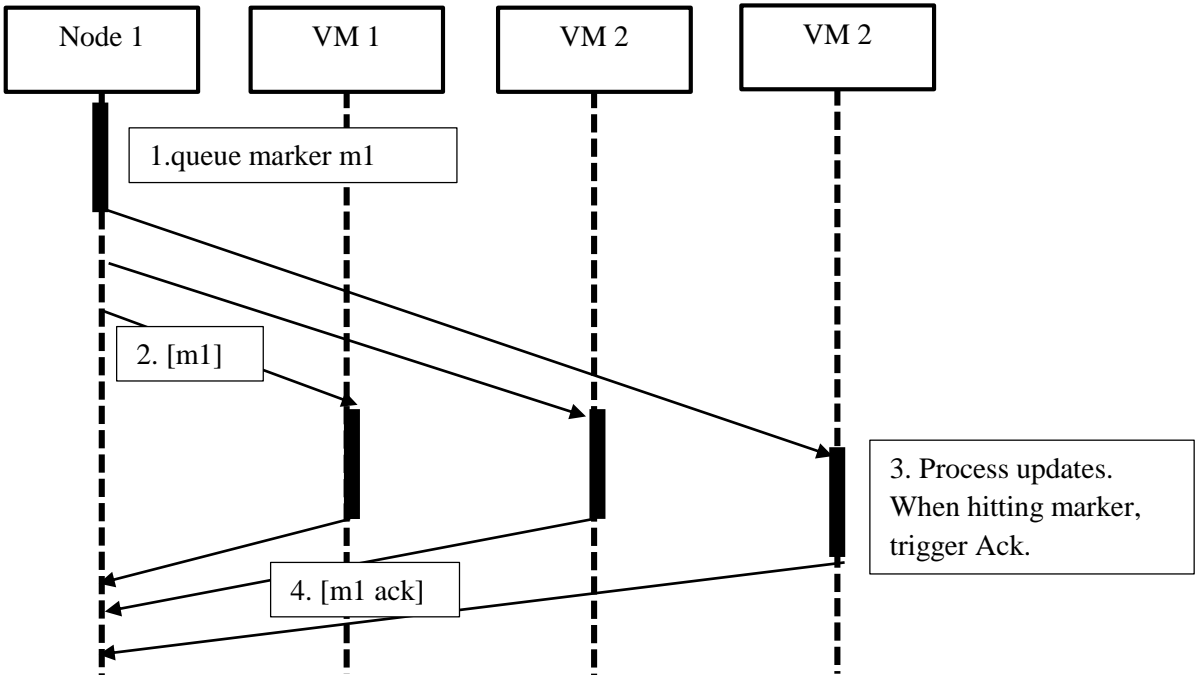 Node 1
VM 1
VM 2
VM 2
1.queue marker m1
2. [m1]
3. Process updates.
When hitting marker,
trigger Ack.
4. [m1 ack]